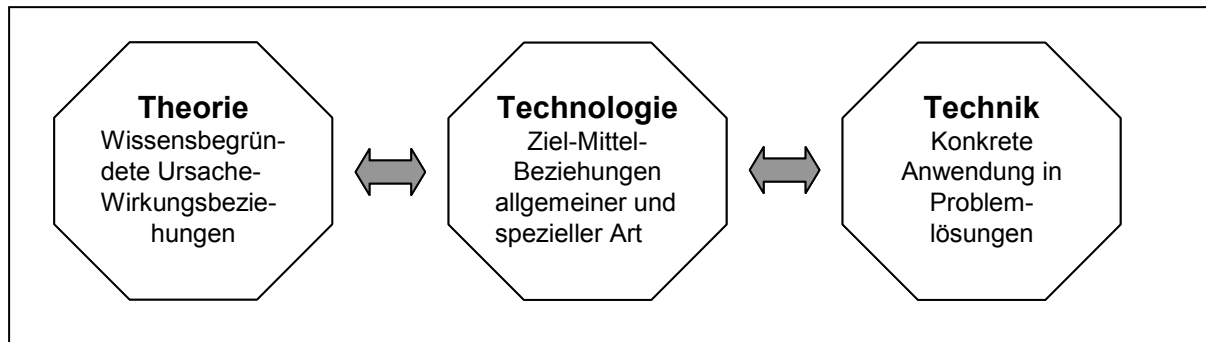 Theorie
Wissensbegrün-
dete Ursache-
Wirkungsbezie-
hungen
Technologie
Ziel-Mittel-
Beziehungen
allgemeiner und
spezieller Art
Technik
Konkrete
Anwendung in
Problem-
lösungen